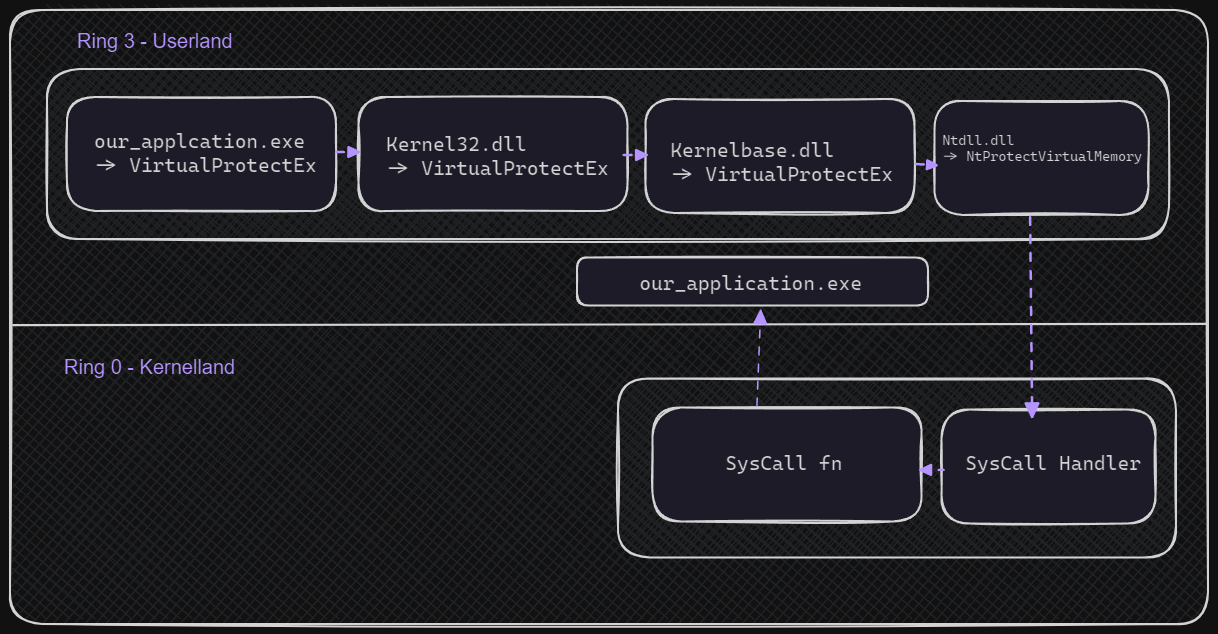 Ring 3 - Userland
our_applcation.exe
→ VirtualProtectEx
Kernel32.dll
→ VirtualProtectEx
Kernelbase.dll
→ VirtualProtectEx
Ntdll.dll
→ NtProtectVirtualMemory
our_application.exe
Ring 0 - Kernelland
SysCall fn
SysCall Handler